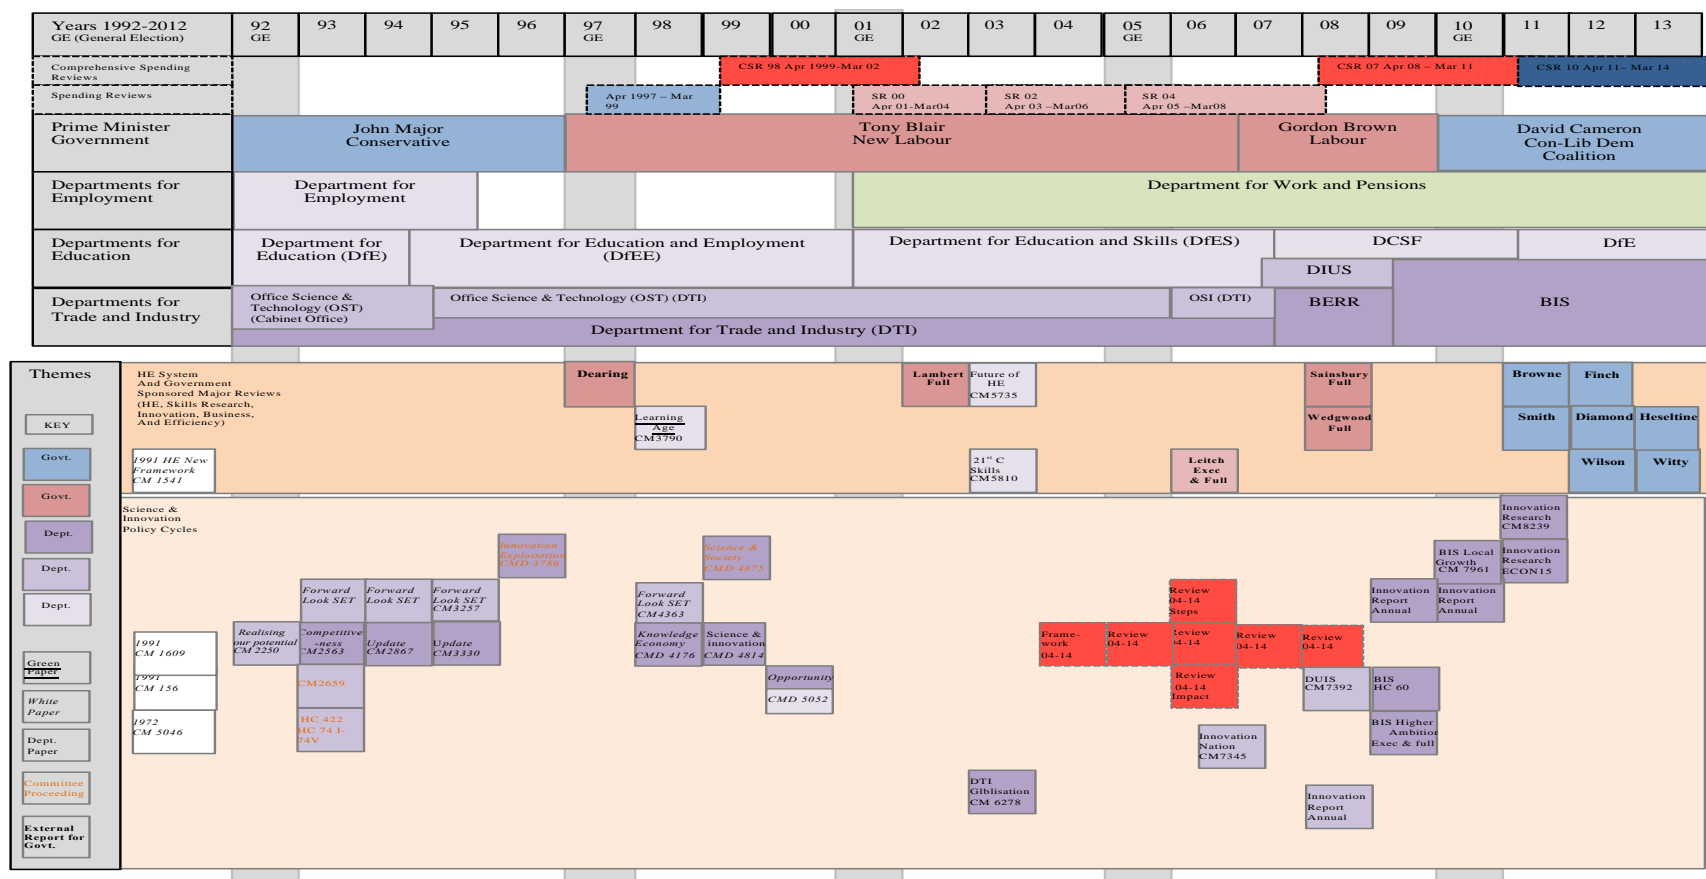 Years 1992-2012
GE (General Election)
92
GE
93
94
95
96
97
GE
98
99
00
01
GE
02
03
04
05
GE
06
07
08
09
10
GE
11
12
13
Comprehensive Spending
Reviews
CSR 98 Apr 1999-Mar 02
CSR 07 Apr 08 – Mar 11
CSR 10 Apr 11– Mar 14
Spending Reviews
Apr 1997 – Mar
99
SR 00
Apr 01-Mar04
SR 02
Apr 03 –Mar06
SR 04
Apr 05 –Mar08
Prime Minister
Government
John Major
Conservative
Tony Blair
New Labour
Gordon Brown
Labour
David Cameron
Con-Lib Dem
Coalition
Departments for
Employment
Department for
Employment
Department for Work and Pensions
Departments for
Education
Department for
Education (DfE)
Department for Education and Employment
(DfEE)
Department for Education and Skills (DfES)
DCSF
DfE
DIUS
Departments for
Trade and Industry
Office Science &
Technology (OST)
(Cabinet Office)
Office Science & Technology (OST) (DTI)
OSI (DTI)
BERR
BIS
Department for Trade and Industry (DTI)
Themes
KEY
Govt.
Govt.
Dept.
Dept.
Dept.
Green
Paper
White
Paper
Dept.
Paper
Committee
Proceeding
External
Report for
Govt.
HE System
And Government
Sponsored Major Reviews
(HE, Skills Research,
Innovation, Business,
And Efficiency)
1991 HE New
Framework
CM 1541
Dearing
Learning
Age
CM3790
Lambert
Full
Future of
HE
CM5735
21st C
Skills
CM5810
Leitch
Exec
& Full
Sainsbury
Full
Wedgwood
Full
Browne
Finch
Smith
Diamond
Heseltine
Wilson
Witty
Science &
Innovation
Policy Cycles
1991
CM 1609
1991
CM 156
1972
CM 5046
Realising
our potential
CM 2250
Forward
Look SET
Competitive
-ness
CM2563
CM2659
HC 422
HC 74 I-
74V
Forward
Look SET
Update
CM2867
Forward
Look SET
CM3257
Update
CM3330
Innovation
Exploitation
CMD 3786
Forward
Look SET
CM4363
Knowledge
Economy
CMD 4176
Science &
Society
CMD 4875
Science &
innovation
CMD 4814
Opportunity
CMD 5052
DTI
Glblisation
CM 6278
Frame-
work
04-14
Review
04-14
Review
04-14
Steps
Review
04-14
Review
04-14
Impact
Review
04-14
Review
04-14
Innovation
Nation
CM7345
DUIS
CM7392
Innovation
Report
Annual
Innovation
Report
Annual
BIS
HC 60
BIS Higher
Ambition
Exec & full
BIS Local
Growth
CM 7961
Innovation
Report
Annual
Innovation
Research
CM8239
Innovation
Research
ECON15